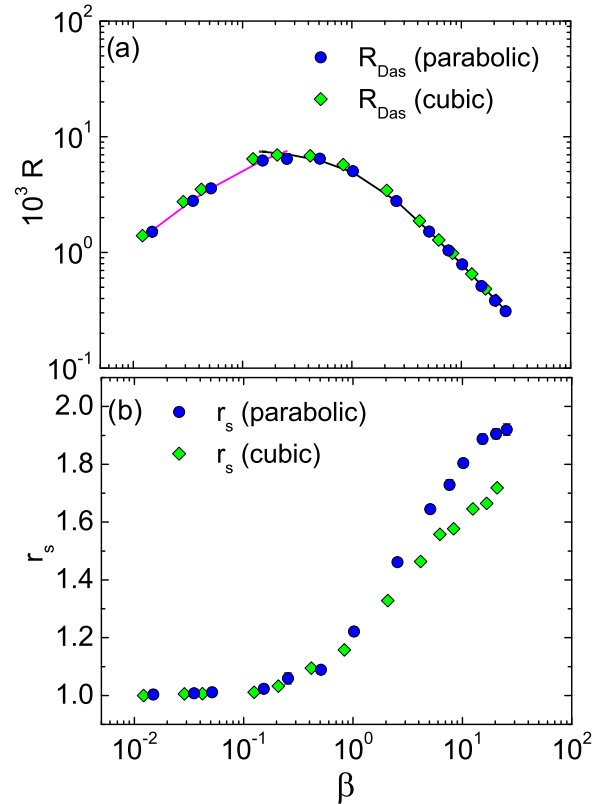 10²
(a)
R_Das (parabolic)
R_Das (cubic)
10¹
10³ R
10⁰
10⁻¹
(b)
2.0
r_s (parabolic)
r_s (cubic)
1.8
1.6
r_s
1.4
1.2
1.0
10⁻² 10⁻¹ 10⁰ 10¹ 10²
β